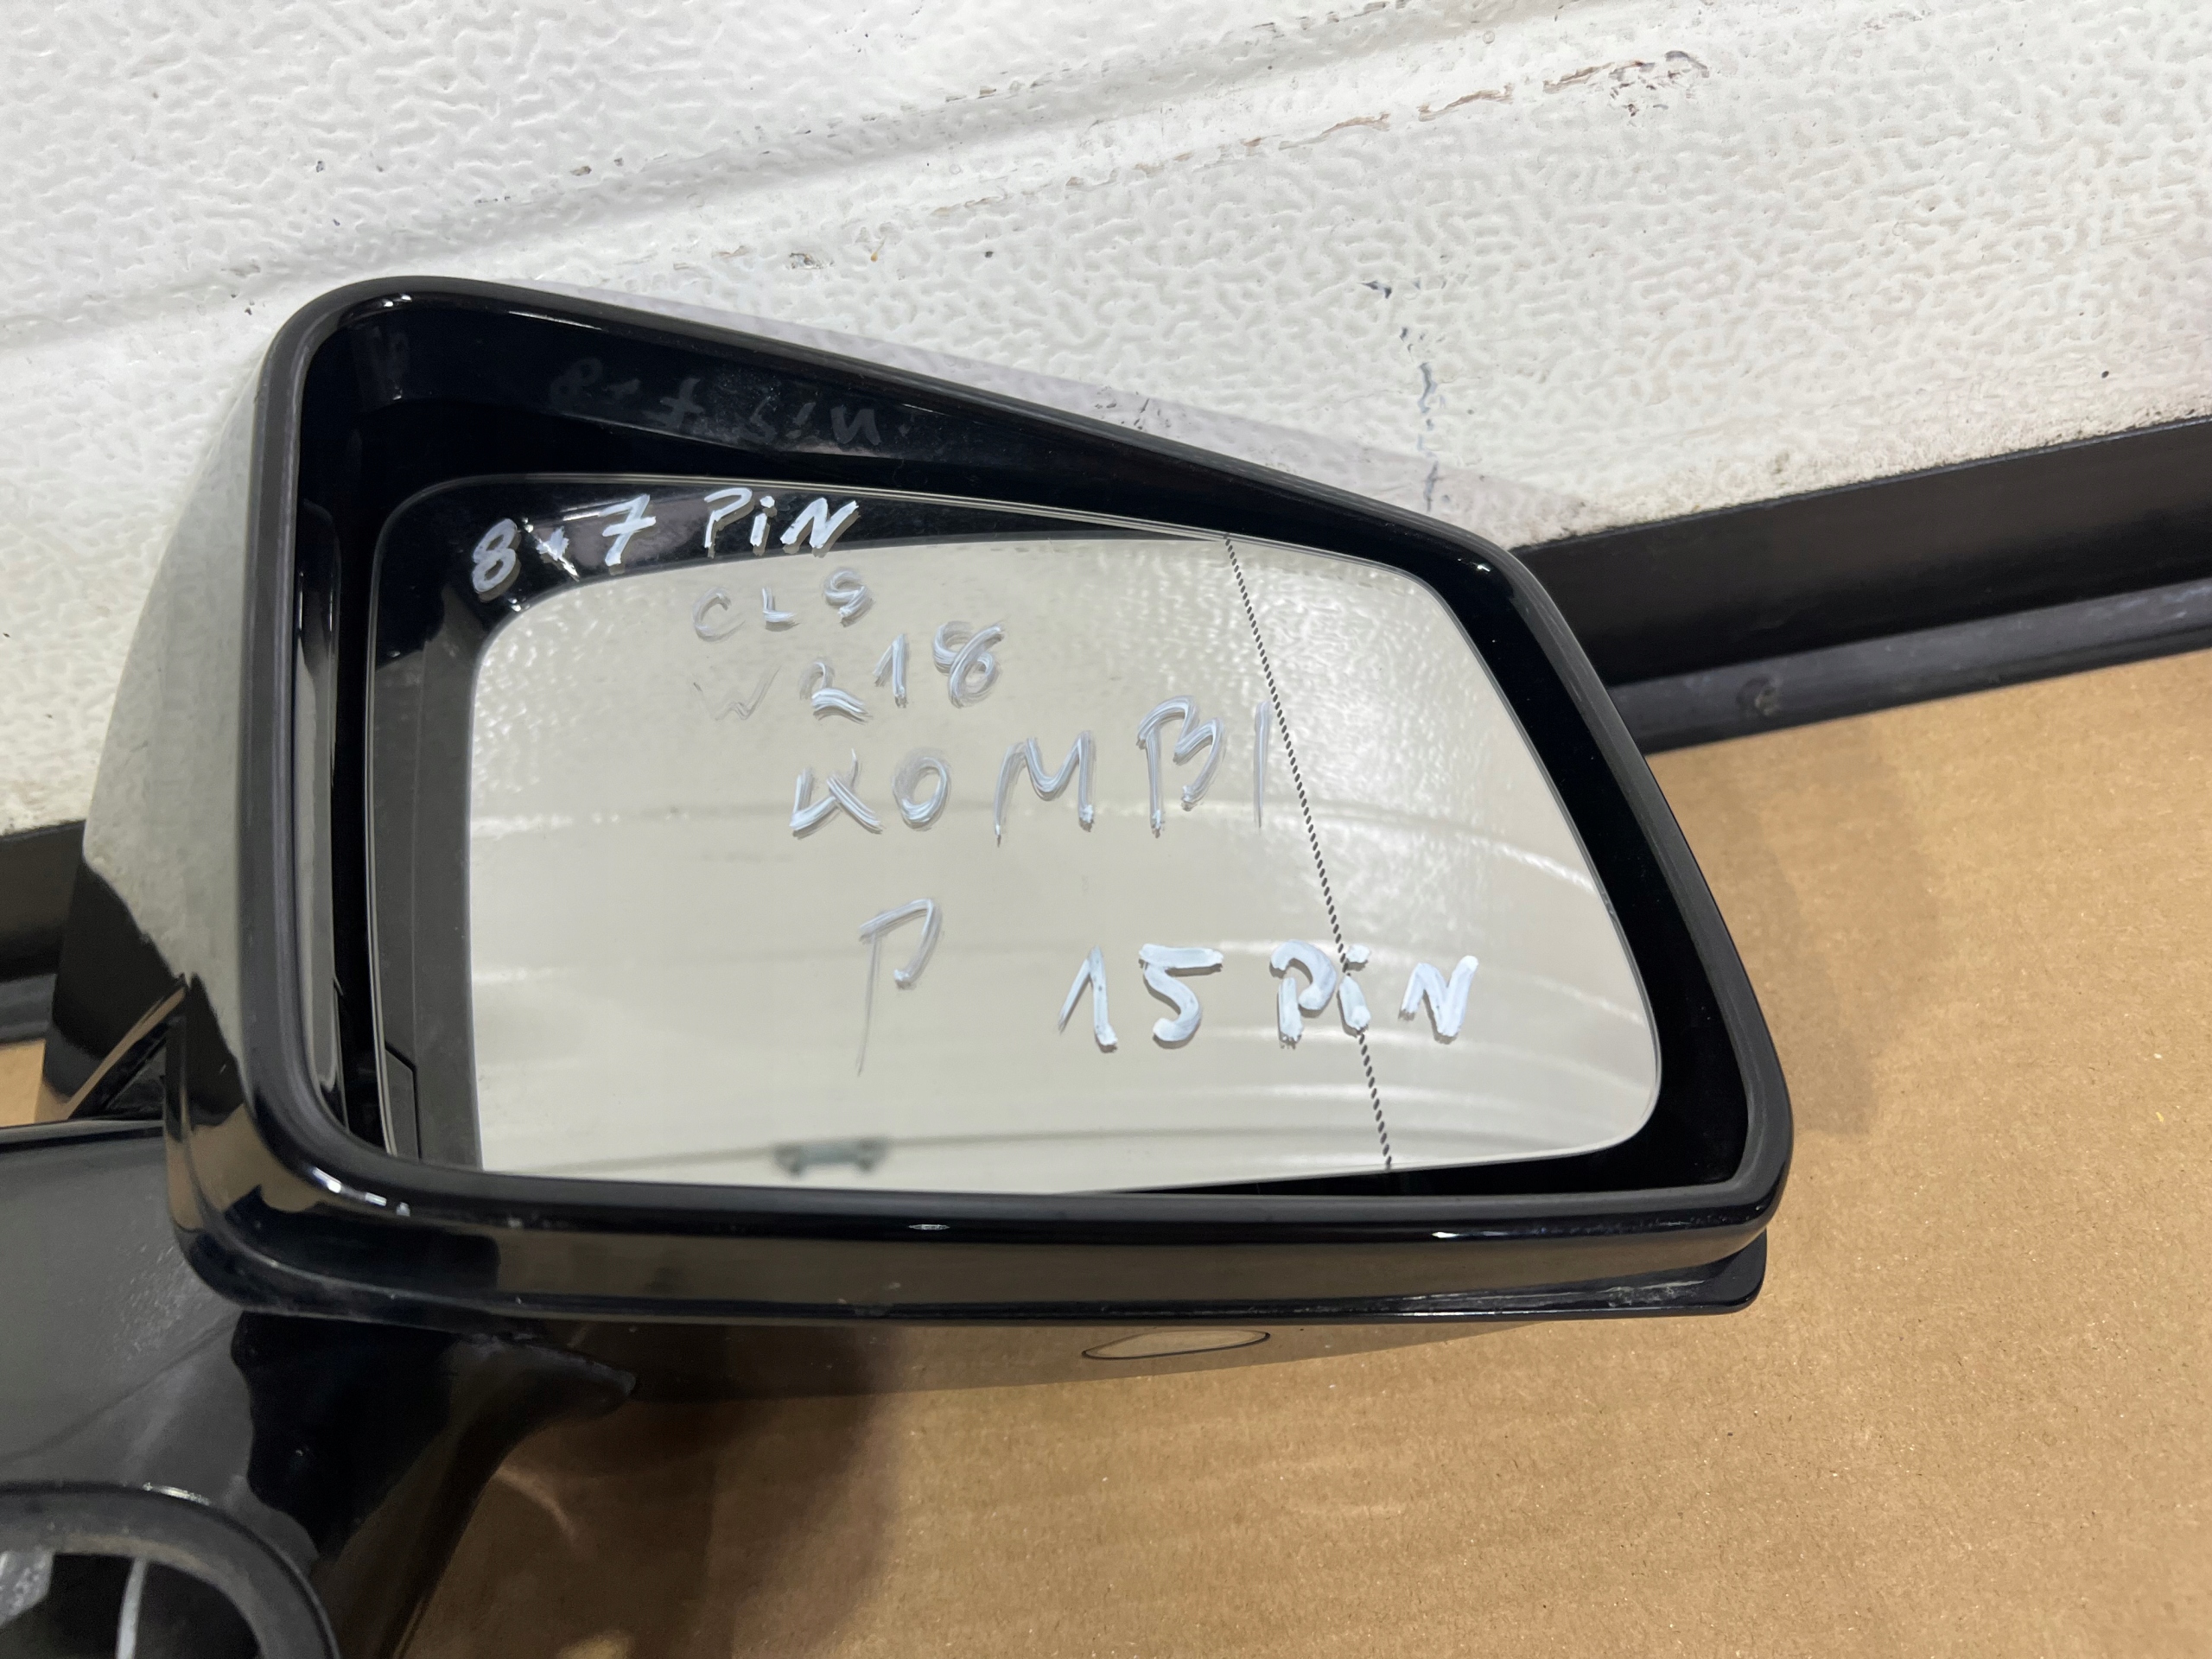 8+7 PiN
CLS
W218
KOMBI
P 15 PiN